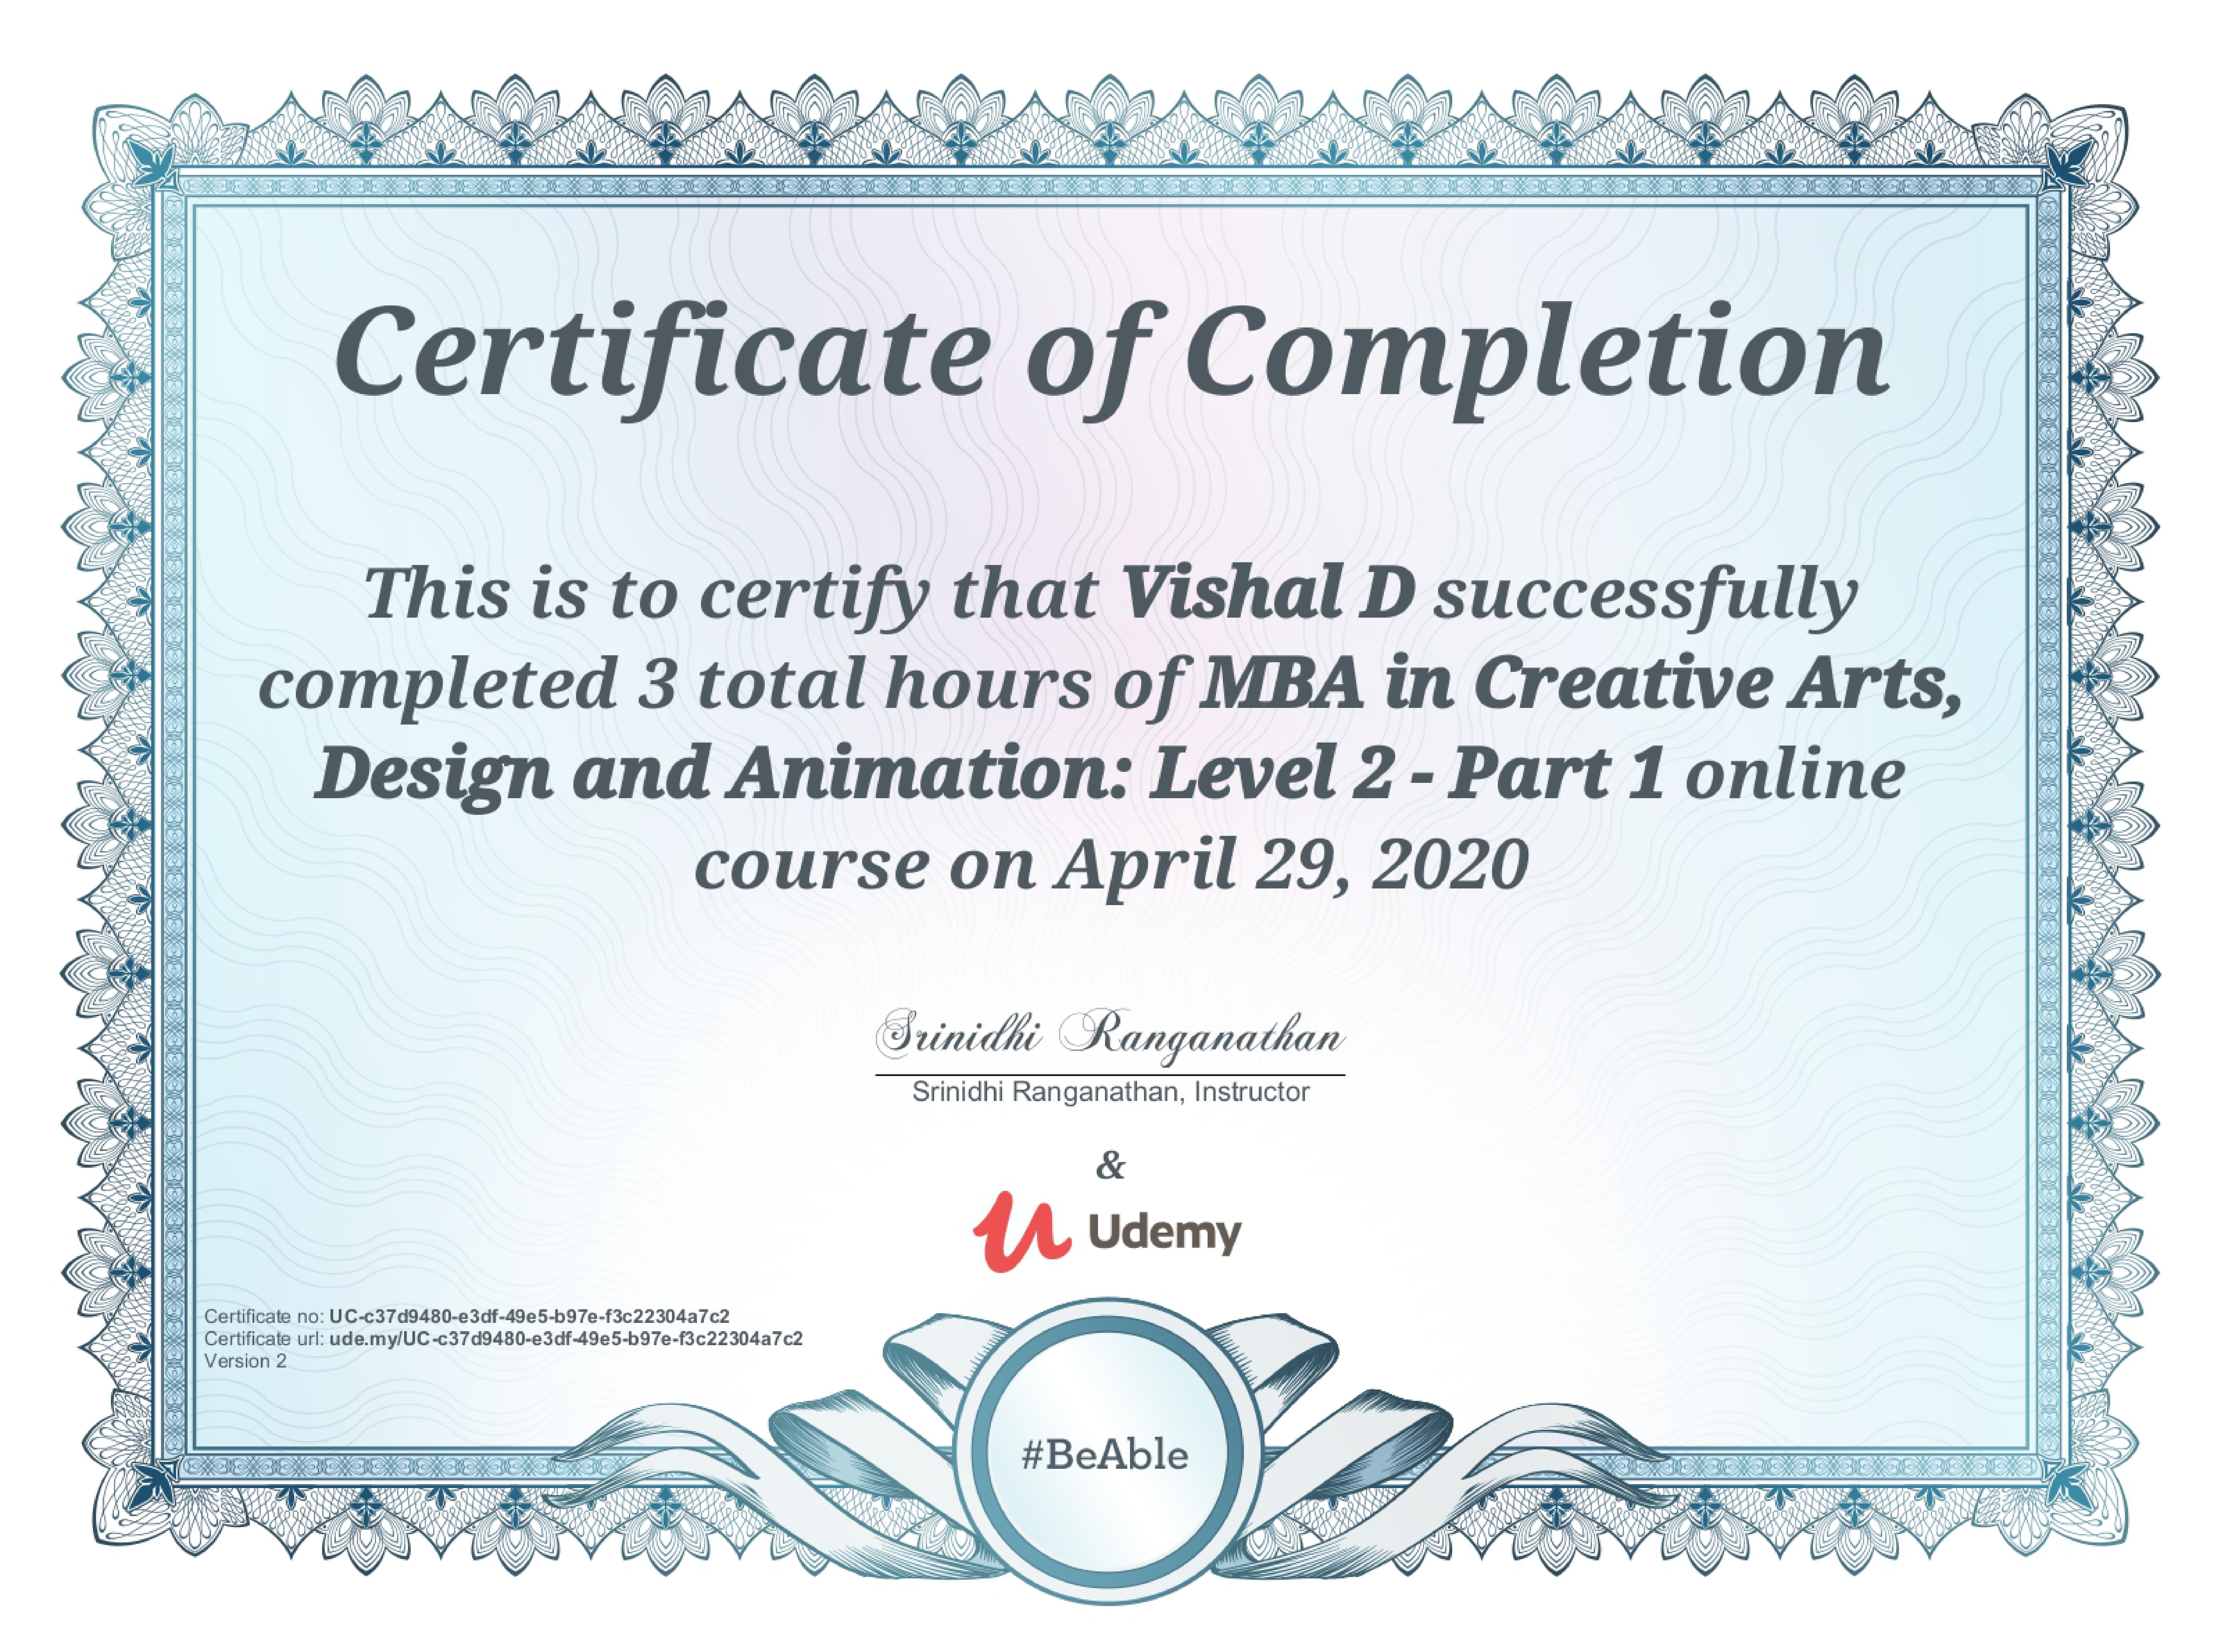 Certificate of Completion
This is to certify that Vishal D successfully
completed 3 total hours of MBA in Creative Arts,
Design and Animation: Level 2 - Part 1 online
course on April 29, 2020
Srinidhi Ranganathan
Srinidhi Ranganathan, Instructor
&
Udemy
Certificate no: UC-c37d9480-e3df-49e5-b97e-f3c22304a7c2
Certificate url: ude.my/UC-c37d9480-e3df-49e5-b97e-f3c22304a7c2
Version 2
#BeAble